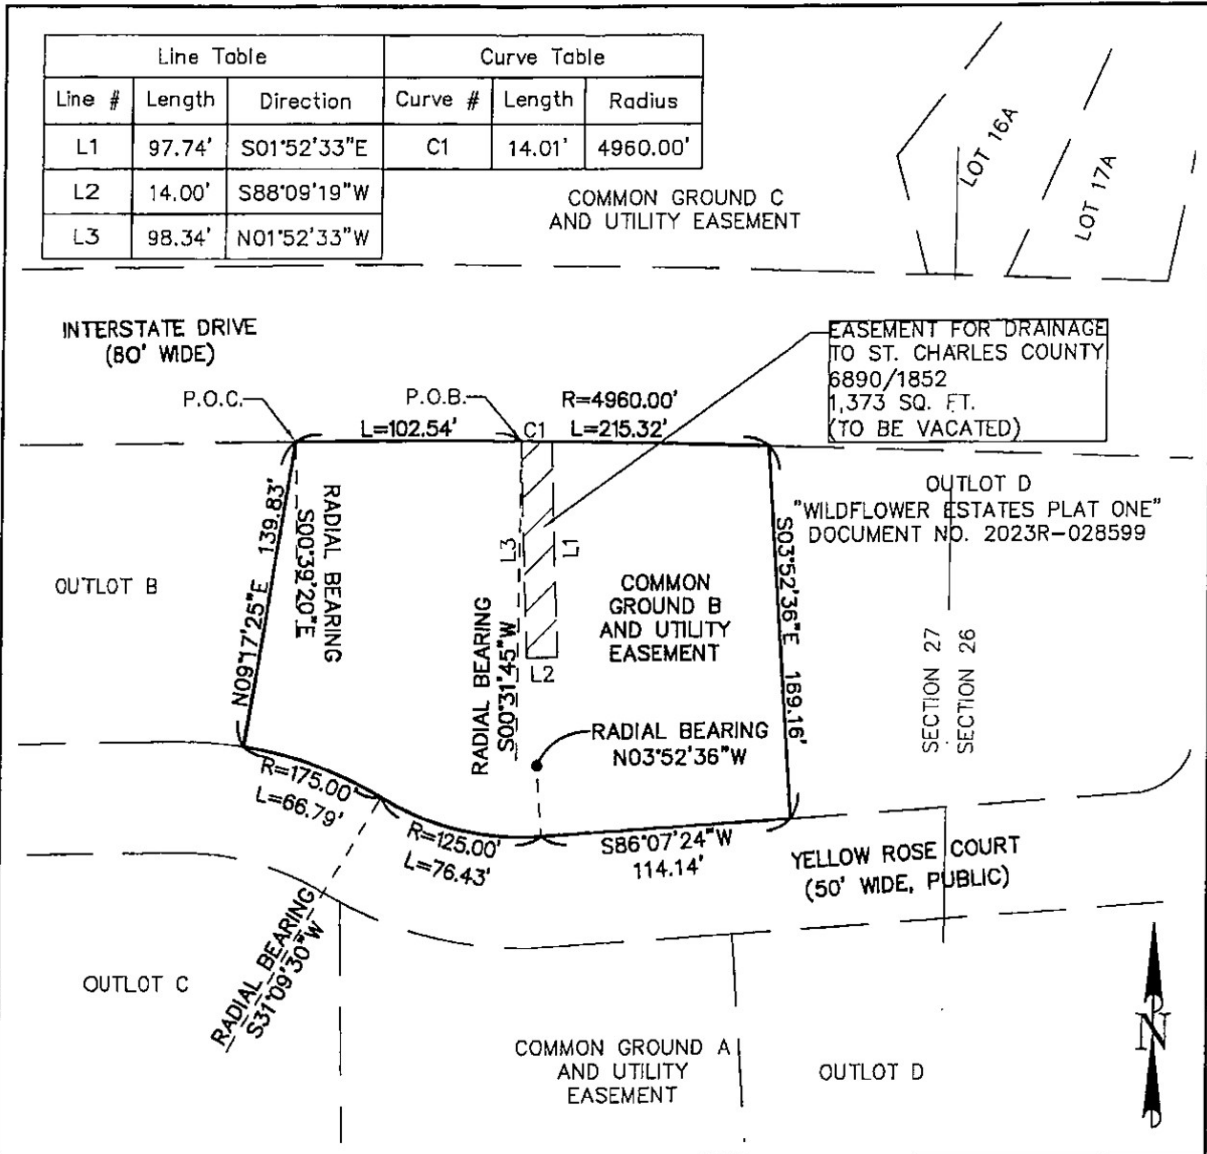 Line Table
Curve Table
Line # Length Direction Curve # Length Radius
L1 97.74' S01°52'33"E C1 14.01' 4960.00'
L2 14.00' S88°09'19"W
L3 98.34' N01°52'33"W
COMMON GROUND C
AND UTILITY EASEMENT
LOT 16A
LOT 17A
INTERSTATE DRIVE
(80' WIDE)
EASEMENT FOR DRAINAGE
TO ST. CHARLES COUNTY
6890/1852
1,373 SQ. FT.
(TO BE VACATED)
P.O.C.
P.O.B.
R=4960.00'
L=102.54'
C1
L=215.32'
OUTLOT D
"WILDFLOWER ESTATES PLAT ONE"
DOCUMENT NO. 2023R-028599
OUTLOT B
N09°17'25"E 139.83'
RADIAL BEARING
S00°39'20"E
L3
L1
L2
RADIAL BEARING
S00°31'45"W
COMMON
GROUND B
AND UTILITY
EASEMENT
S03°52'36"E 169.16'
SECTION 27
SECTION 26
RADIAL BEARING
N03°52'36"W
R=175.00'
L=66.79'
R=125.00'
L=76.43'
S86°07'24"W
114.14'
YELLOW ROSE COURT
(50' WIDE, PUBLIC)
RADIAL BEARING
S31°09'30"W
OUTLOT C
COMMON GROUND A
AND UTILITY
EASEMENT
OUTLOT D
N